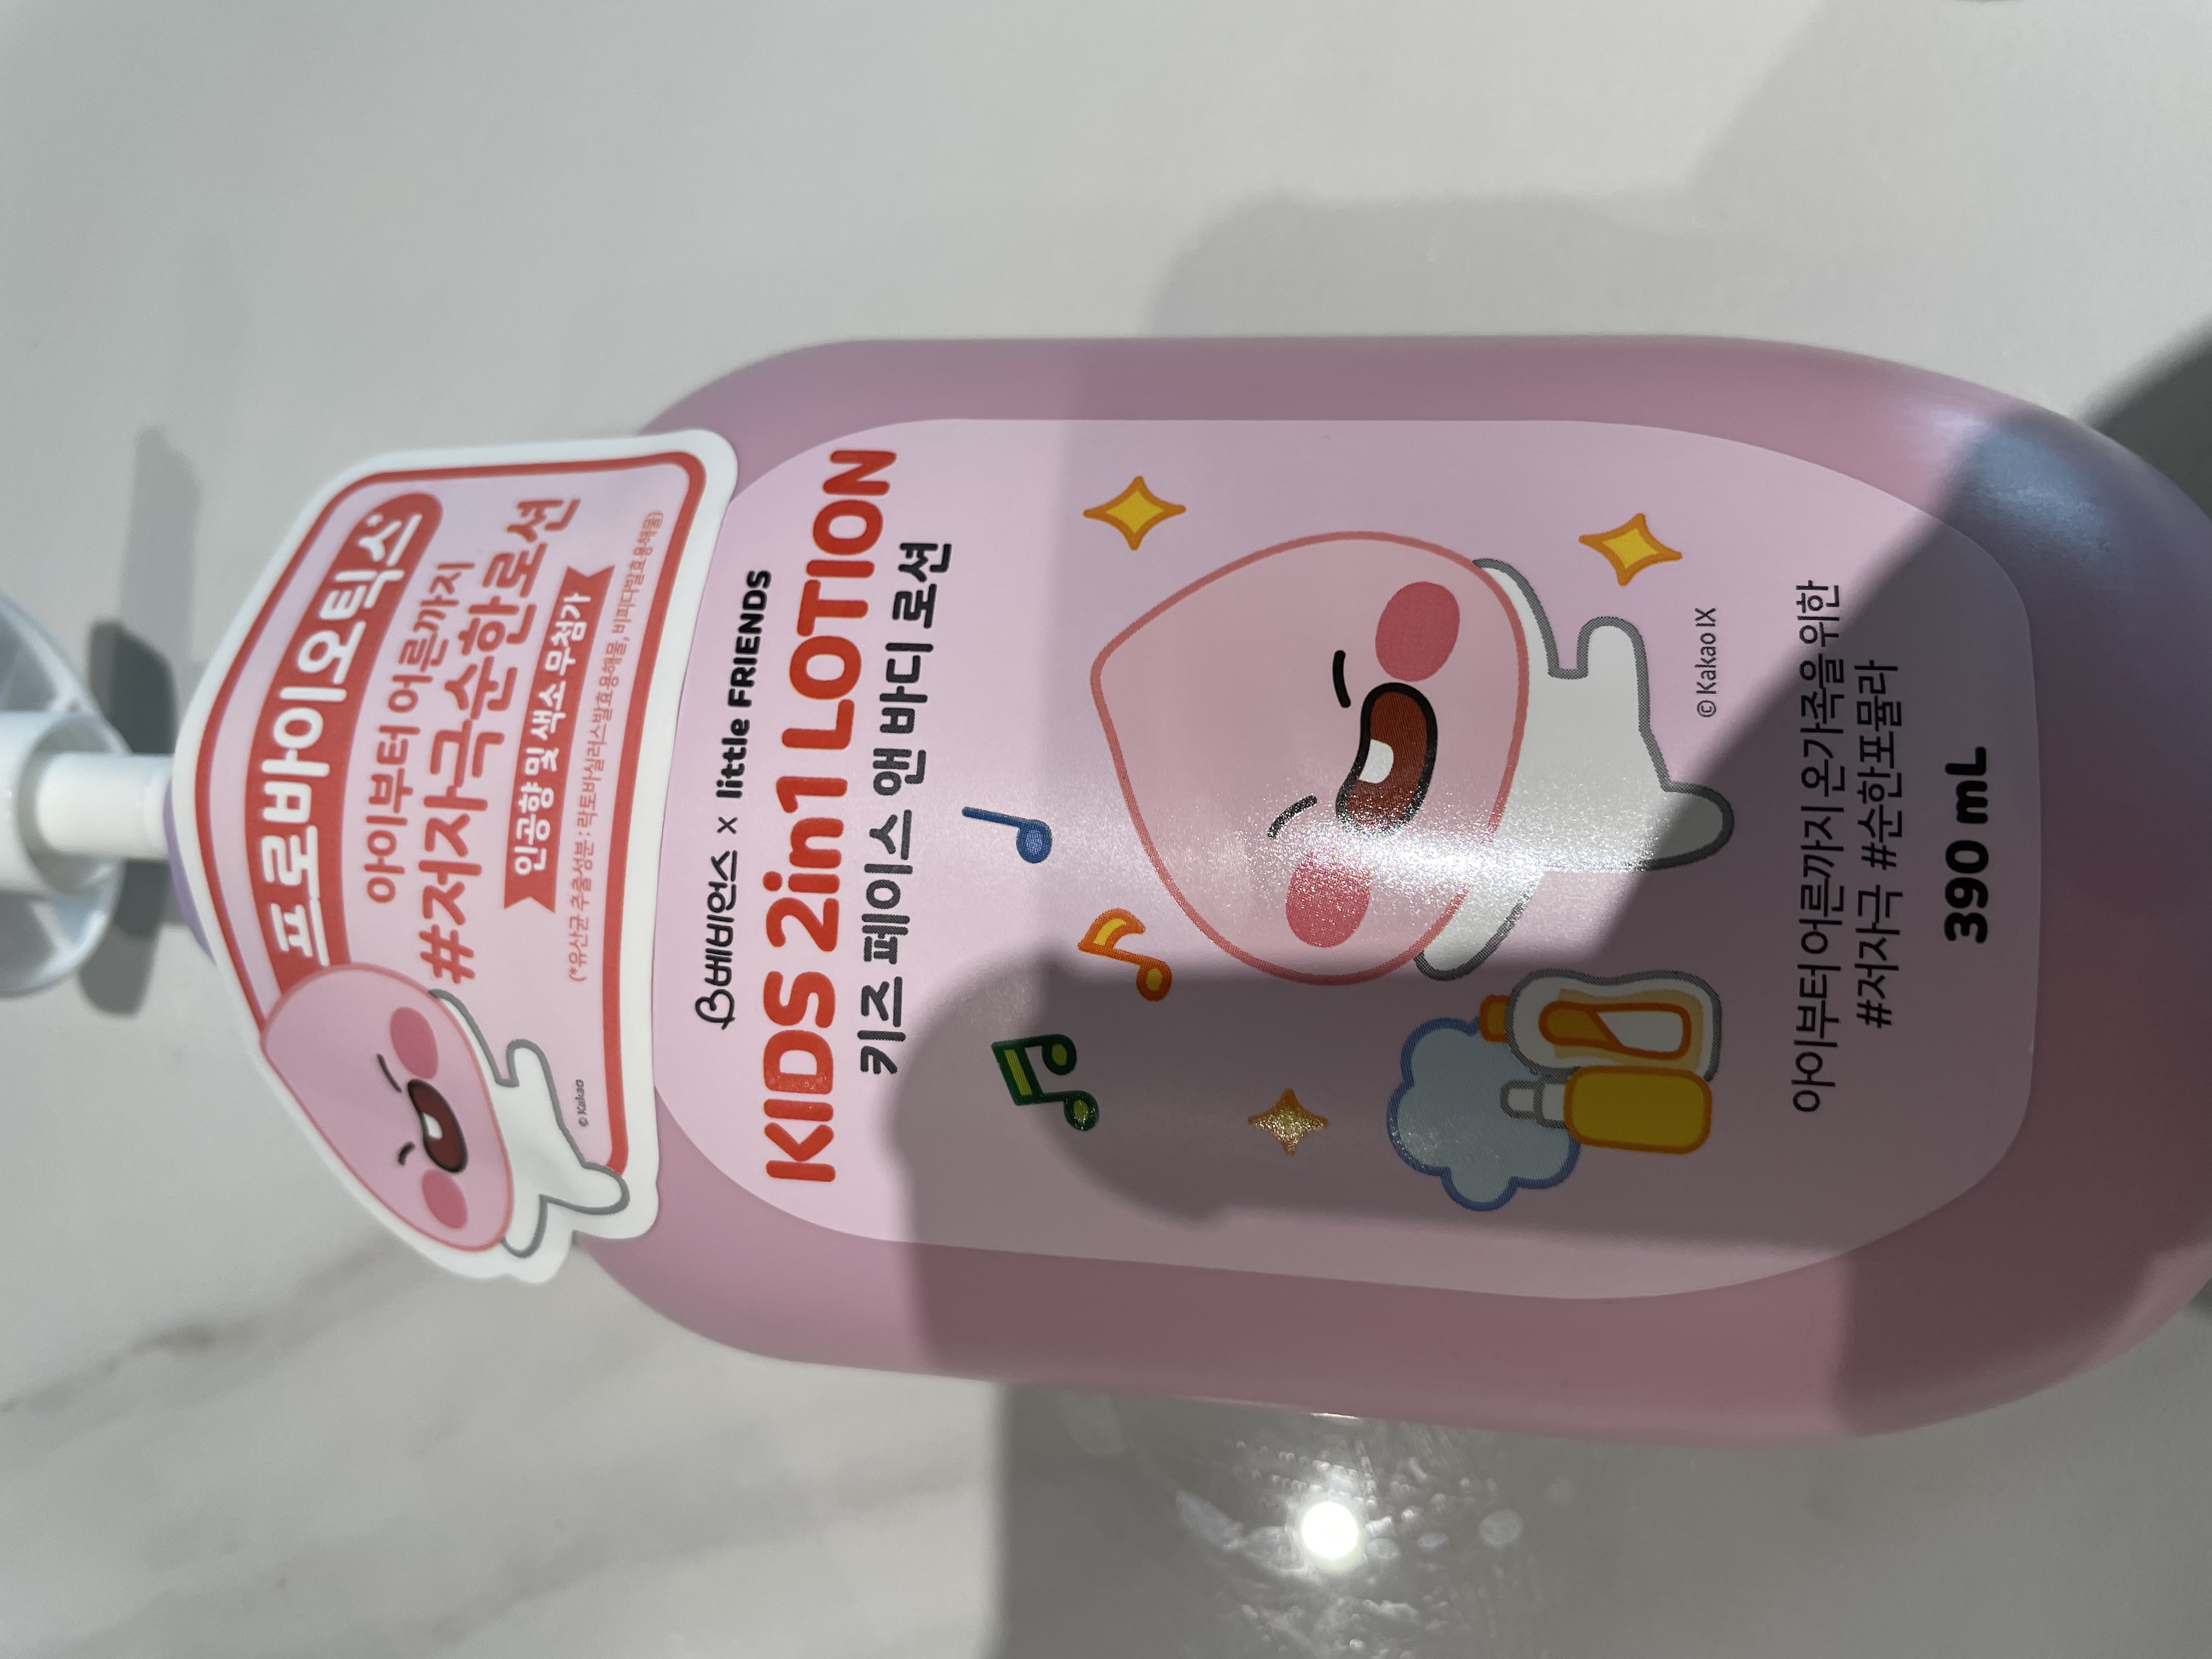 프로바이오틱스
아이부터 어른까지
#저자극순한로션
인공향 및 색소 무첨가
(*유산균 추출성분 : 락토바실러스발효용해물, 비피다발효용해물)
© Kakao
베비언스 x little FRIENDS
KIDS 2in1 LOTION
키즈 페이스 앤 바디 로션
© Kakao IX
아이부터 어른까지 온가족을 위한
#저자극 #순한포뮬라
390 mL